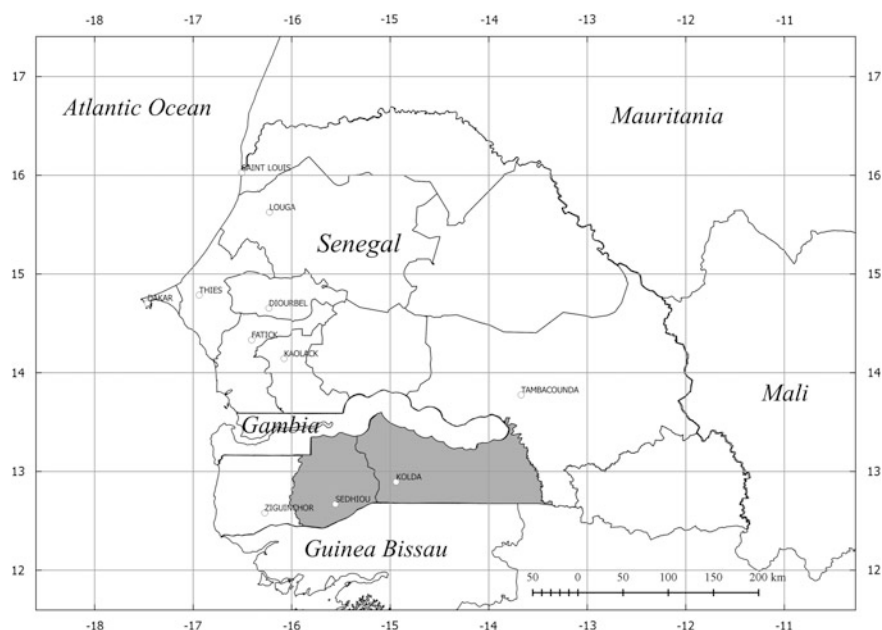 -18 -17 -16 -15 -14 -13 -12 -11
17 17
Atlantic Ocean Mauritania
SAINT LOUIS
16 16
LOUGA
Senegal
15 15
DAKAR THIES
DIOURBEL
FATICK
KAOLACK
14 14
TAMBACOUNDA
Mali
Gambia
13 13
KOLDA
SEDHIOU
ZIGUINCHOR
Guinea Bissau
12 12
50 0 50 100 150 200 km
-18 -17 -16 -15 -14 -13 -12 -11